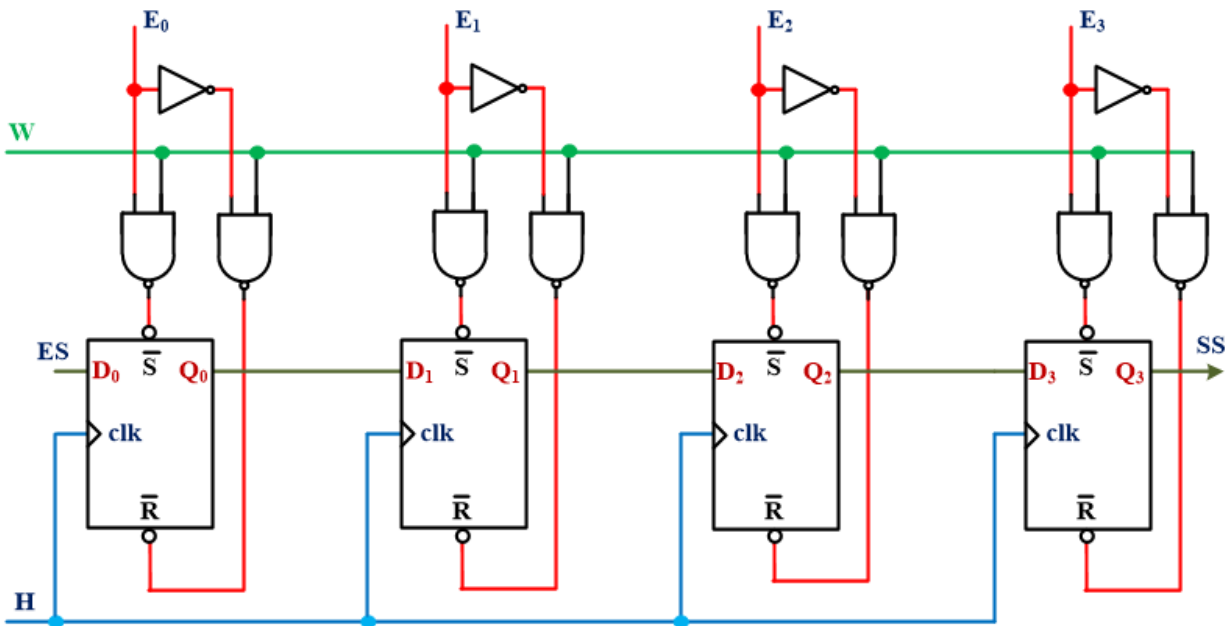 E₀ E₁ E₂ E₃
W
ES D₀ S̅ Q₀ D₁ S̅ Q₁ D₂ S̅ Q₂ D₃ S̅ Q₃ SS
clk clk clk clk
R̅ R̅ R̅ R̅
H